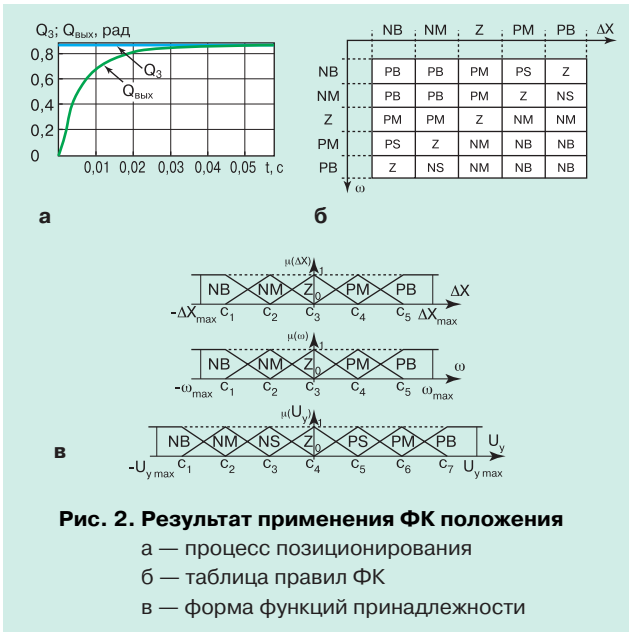 Q₃; Qвых, рад
0,8
0,6
0,4
0,2
0
Q₃
Qвых
0,01 0,02 0,03 0,04 0,05 t, с
а
NB NM Z PM PB ΔX
NB PB PB PM PS Z
NM PB PB PM Z NS
Z PM PM Z NM NM
PM PS Z NM NB NB
PB Z NS NM NB NB
ω
б
μ(ΔX)
1
NB NM Z PM PB ΔX
0
-ΔXmax c₁ c₂ c₃ c₄ c₅ ΔXmax
μ(ω)
1
NB NM Z PM PB ω
0
-ωmax c₁ c₂ c₃ c₄ c₅ ωmax
μ(Uy)
1
NB NM NS Z PS PM PB Uy
0
-Uy max c₁ c₂ c₃ c₄ c₅ c₆ c₇ Uy max
в
Рис. 2. Результат применения ФК положения
а — процесс позиционирования
б — таблица правил ФК
в — форма функций принадлежности